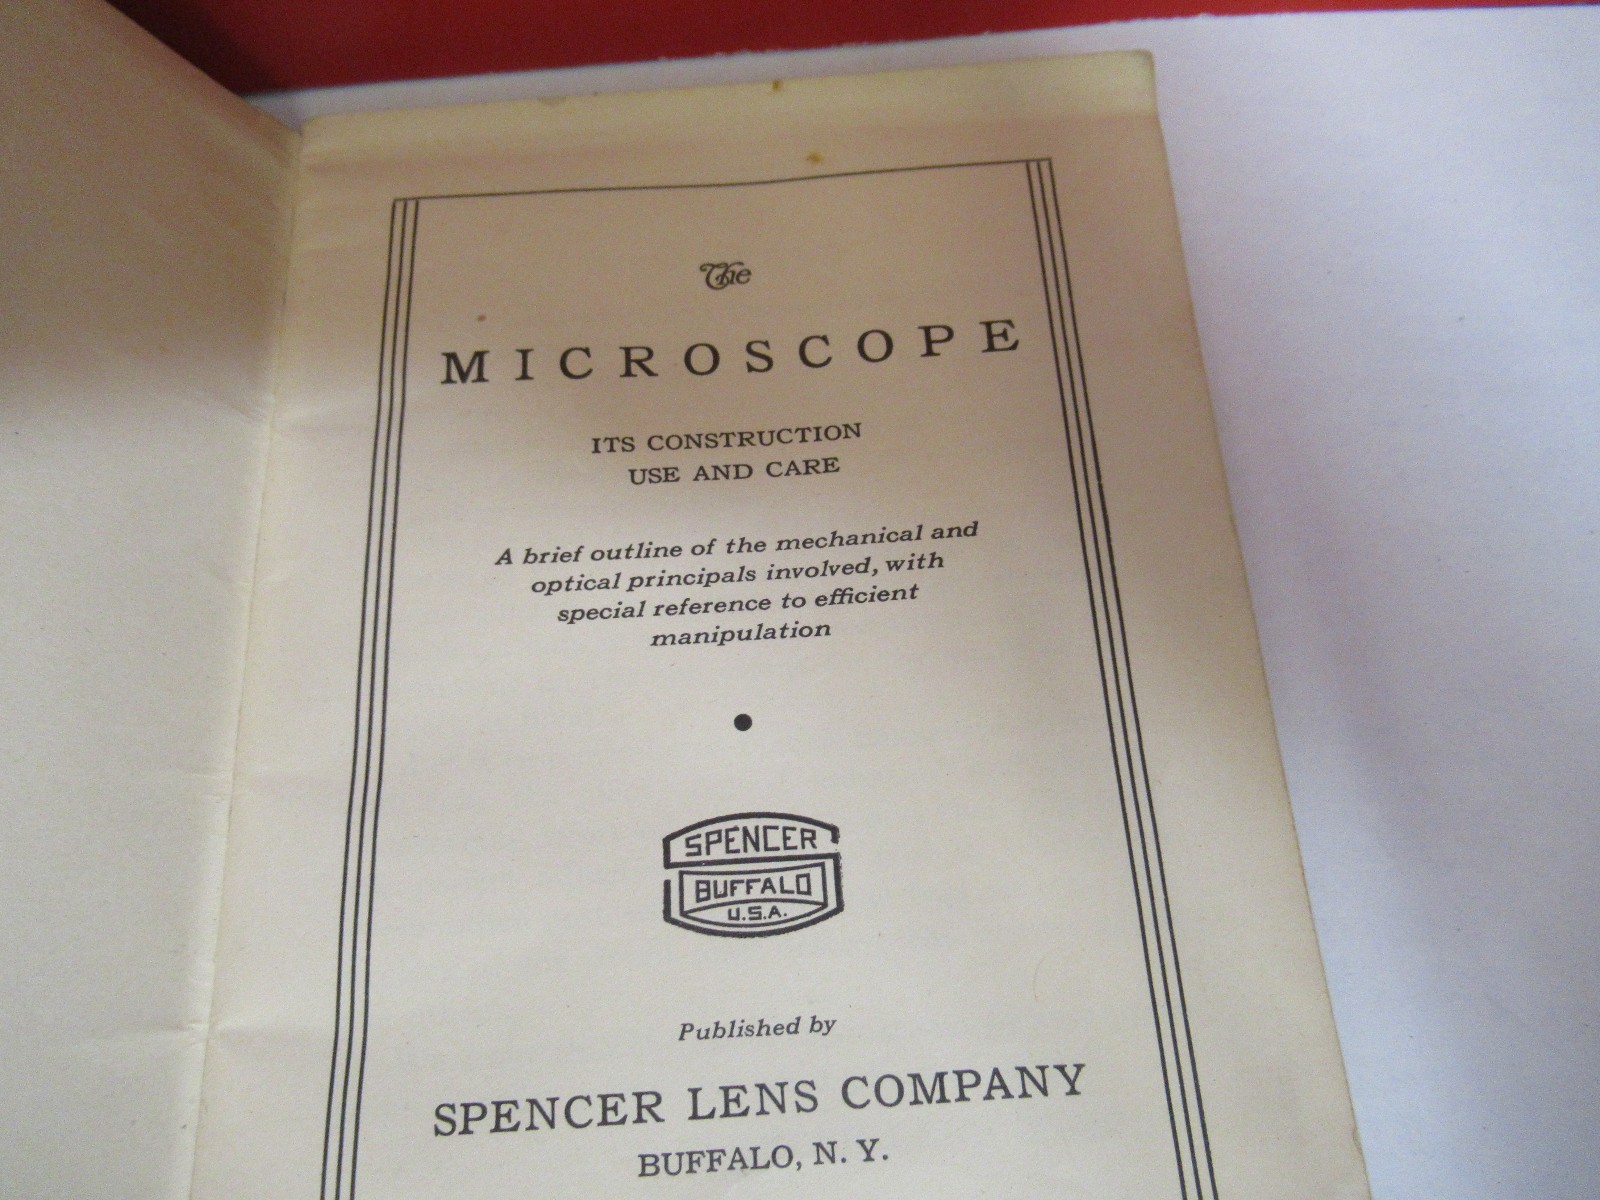 The
MICROSCOPE
ITS CONSTRUCTION
USE AND CARE
A brief outline of the mechanical and
optical principals involved, with
special reference to efficient
manipulation
SPENCER
BUFFALO
U.S.A.
Published by
SPENCER LENS COMPANY
BUFFALO, N. Y.